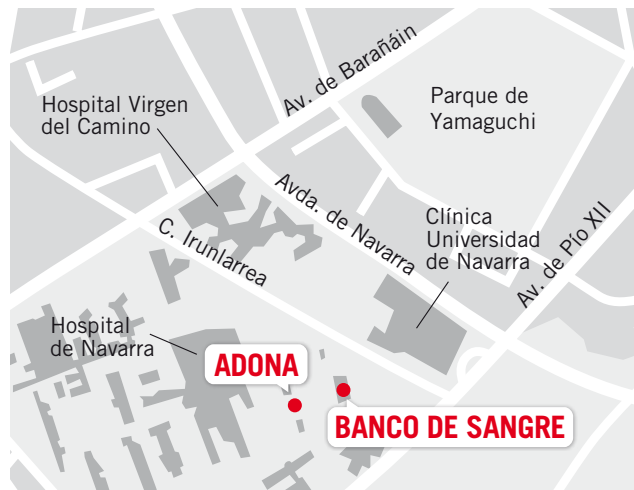 Av. de Barañáin
Parque de
Yamaguchi
Hospital Virgen
del Camino
Avda. de Navarra
Clínica
Universidad
de Navarra
Av. de Pío XII
C. Irunlarrea
Hospital
de Navarra
ADONA
BANCO DE SANGRE